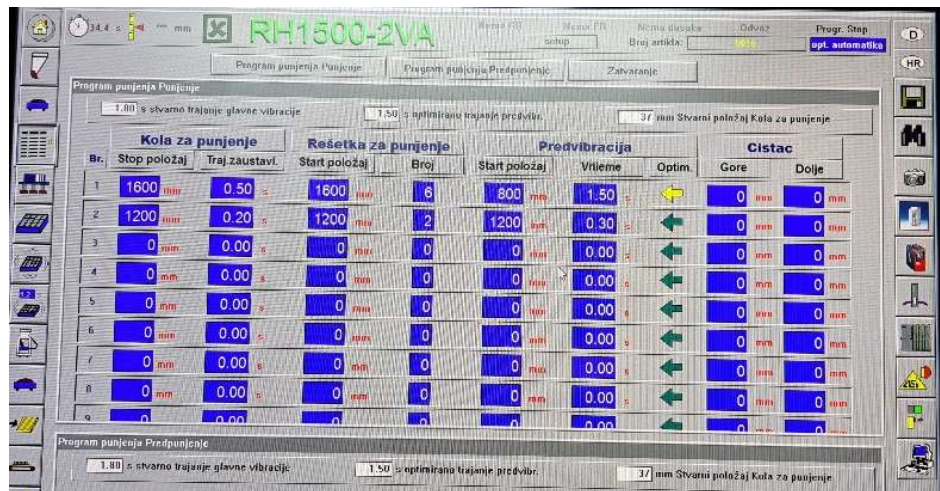 34.4 s --- mm RH1500-2VA Odvoz Progr. Stop
setup Broj artikla: opt. automatika
D
HR
Program punjenja Punjenje Program punjenja Predpunjenje Zatvaranje
Program punjenja Punjenje
1.80 s stvarno trajanje glavne vibracije 1.50 s optimirano trajanje predvibr. 37 mm Stvarni položaj Kola za punjenje
Kola za punjenje Rešetka za punjenje Predvibracija Cistac
Br. Stop položaj Traj.zaustavl. Start položaj Broj Start položaj Vrijeme Optim. Gore Dolje
1 1600 mm 0.50 s 1600 mm 6 800 mm 1.50 s 0 mm 0 mm
2 1200 mm 0.20 s 1200 mm 2 1200 mm 0.30 s 0 mm 0 mm
3 0 mm 0.00 s 0 mm 0 0 mm 0.00 s 0 mm 0 mm
4 0 mm 0.00 s 0 mm 0 0 mm 0.00 s 0 mm 0 mm
5 0 mm 0.00 s 0 mm 0 0 mm 0.00 s 0 mm 0 mm
6 0 mm 0.00 s 0 mm 0 0 mm 0.00 s 0 mm 0 mm
7 0 mm 0.00 s 0 mm 0 0 mm 0.00 s 0 mm 0 mm
8 0 mm 0.00 s 0 mm 0 0 mm 0.00 s 0 mm 0 mm
9 0 0.00 0 0 0 0.00 0 0
Program punjenja Predpunjenje
1.80 s stvarno trajanje glavne vibracije 1.50 s optimirano trajanje predvibr. 37 mm Stvarni položaj Kola za punjenje